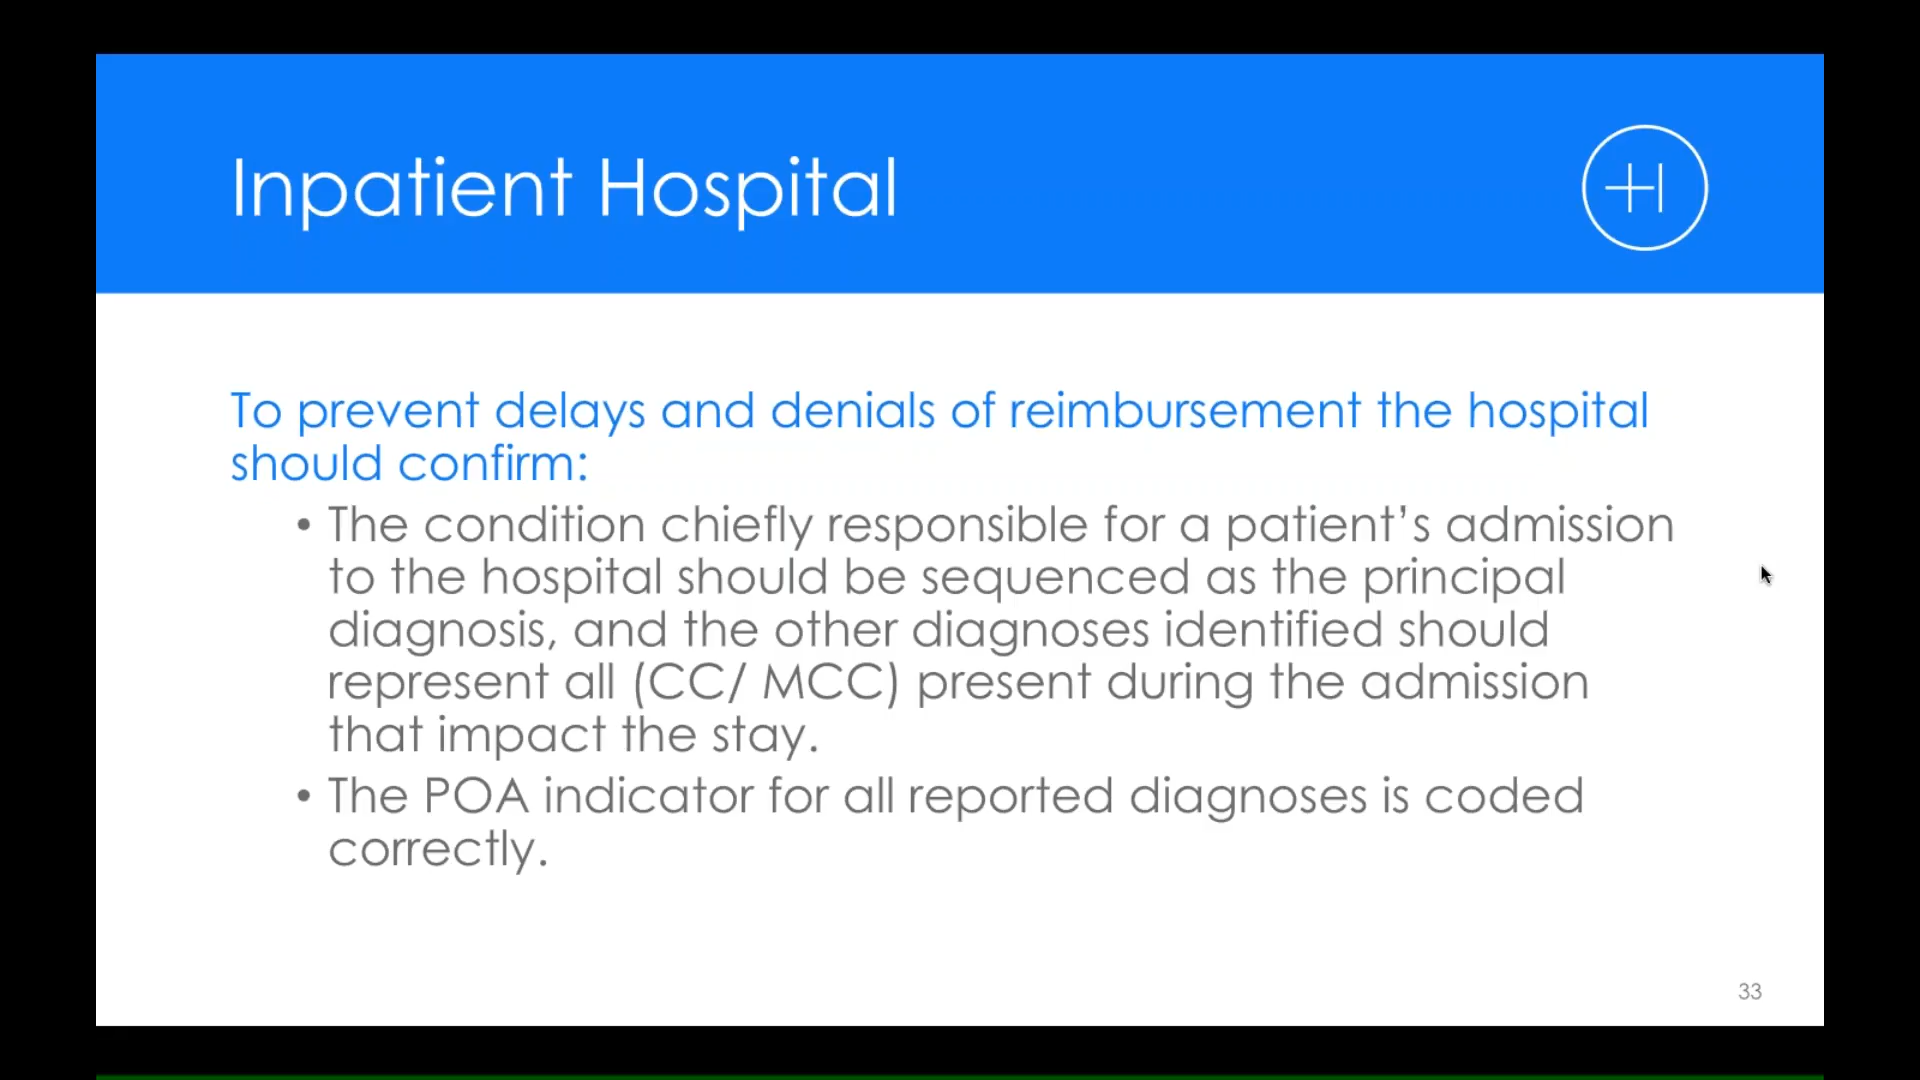 Inpatient Hospital
H
To prevent delays and denials of reimbursement the hospital
should confirm:
• The condition chiefly responsible for a patient’s admission
to the hospital should be sequenced as the principal
diagnosis, and the other diagnoses identified should
represent all (CC/ MCC) present during the admission
that impact the stay.
• The POA indicator for all reported diagnoses is coded
correctly.
33